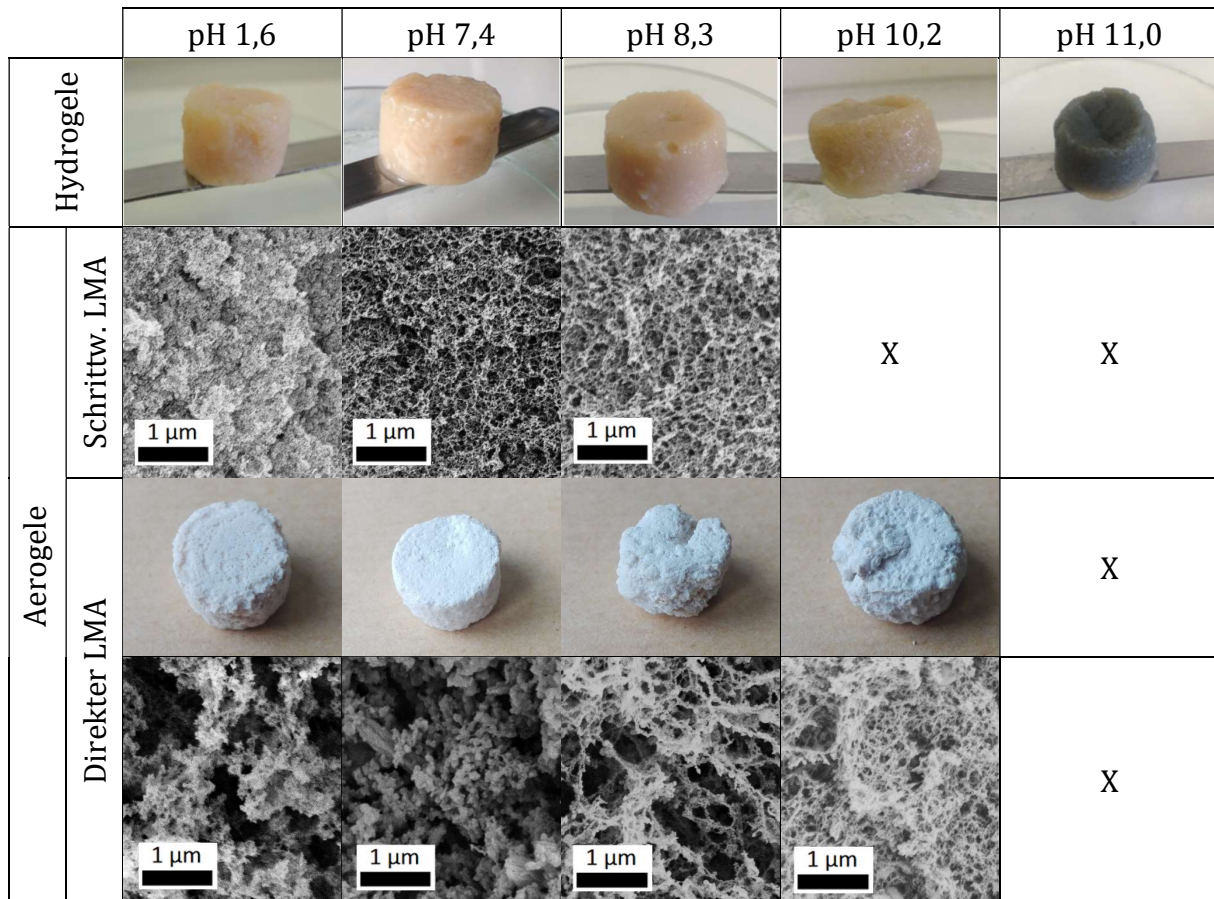 pH 1,6
pH 7,4
pH 8,3
pH 10,2
pH 11,0
Hydrogele
Aerogele
Schrittw. LMA
1 µm
1 µm
1 µm
X
X
Direkter LMA
X
1 µm
1 µm
1 µm
1 µm
X